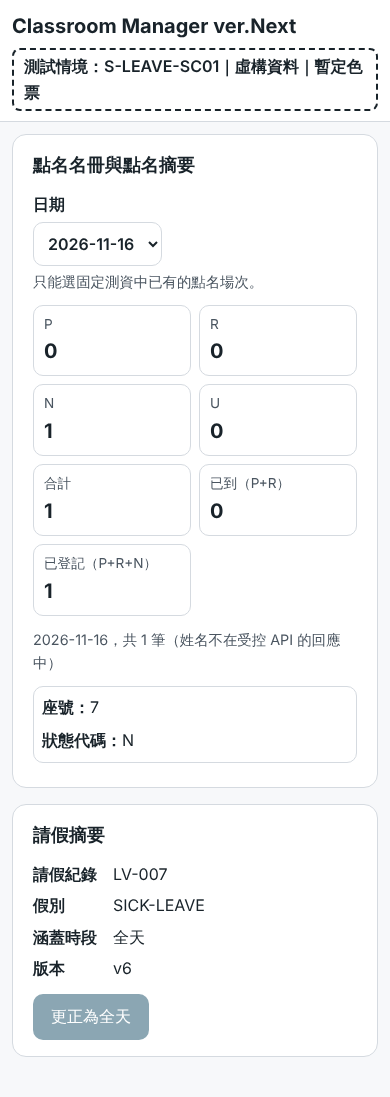 Classroom Manager ver.Next
測試情境：S-LEAVE-SC01｜虛構資料｜暫定色
票
點名名冊與點名摘要
日期
2026-11-16
只能選固定測資中已有的點名場次。
P
0
R
0
N
1
U
0
合計
1
已到（P+R）
0
已登記（P+R+N）
1
2026-11-16，共 1 筆（姓名不在受控 API 的回應
中）
座號：7
狀態代碼：N
請假摘要
請假紀錄 LV-007
假別 SICK-LEAVE
涵蓋時段 全天
版本 v6
更正為全天